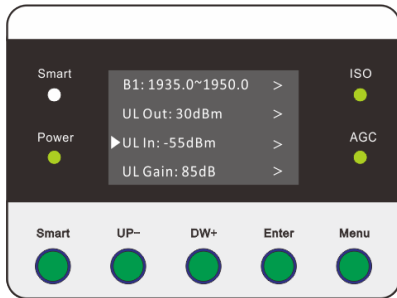 Smart
ISO
Power
AGC
B1: 1935.0~1950.0 >
UL Out: 30dBm >
UL In: -55dBm >
UL Gain: 85dB >
Smart UP- DW+ Enter Menu